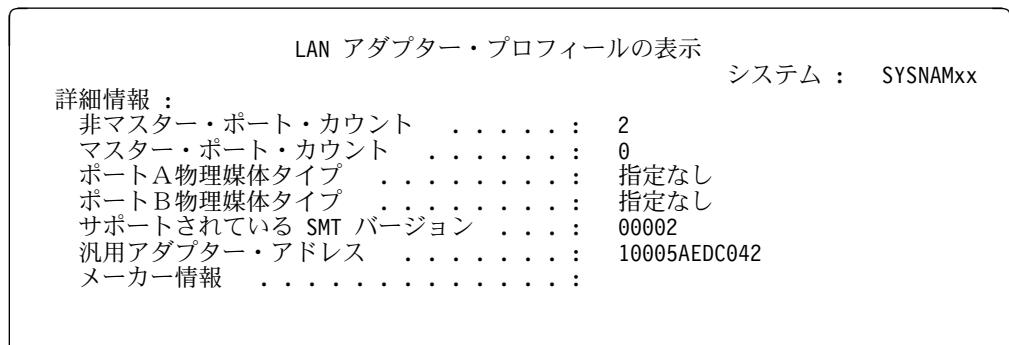 LAN アダプター・プロフィールの表示
システム : SYSNAMxx
詳細情報 :
非マスター・ポート・カウント . . . . . : 2
マスター・ポート・カウント . . . . . . : 0
ポートA物理媒体タイプ . . . . . . . . : 指定なし
ポートB物理媒体タイプ . . . . . . . . : 指定なし
サポートされている SMT バージョン . . . : 00002
汎用アダプター・アドレス . . . . . . . : 10005AEDC042
メーカー情報 . . . . . . . . . . . . . :